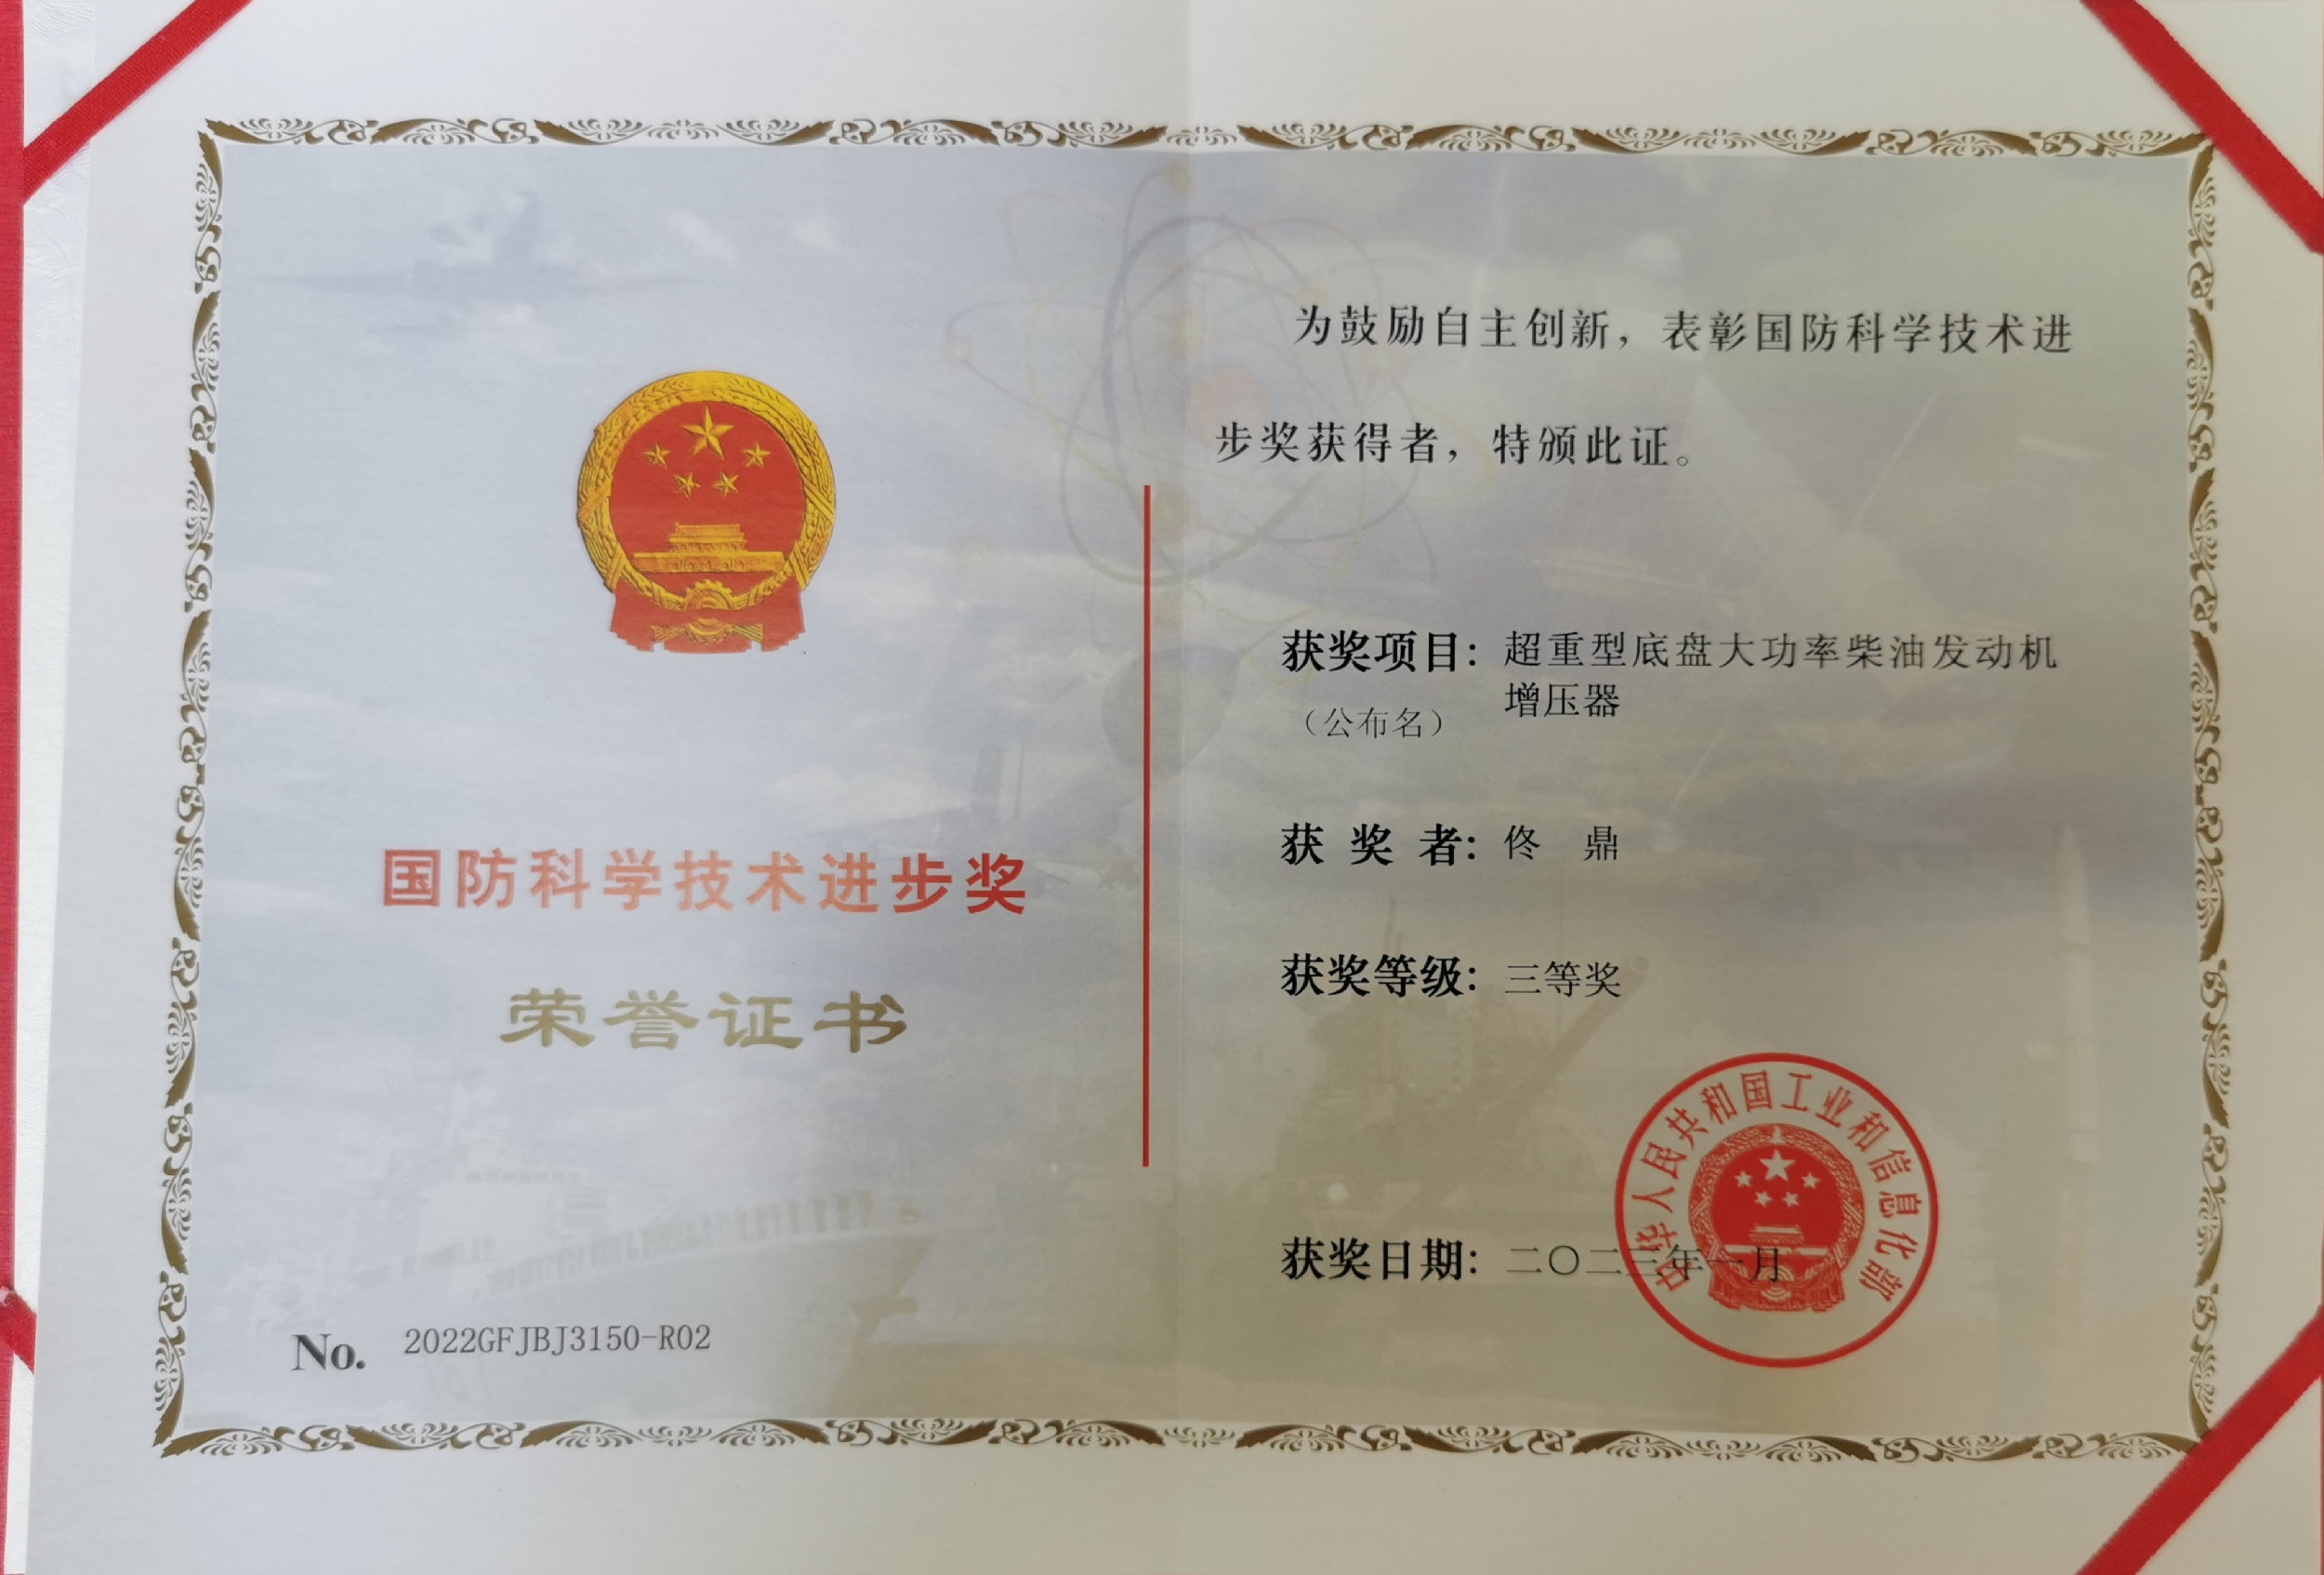 国防科学技术进步奖
荣誉证书
No. 2022GFJBJ3150-R02
为鼓励自主创新，表彰国防科学技术进
步奖获得者，特颁此证。
获奖项目：超重型底盘大功率柴油发动机
（公布名）增压器
获奖者：佟 鼎
获奖等级：三等奖
获奖日期：二〇二三年一月
中华人民共和国工业和信息化部